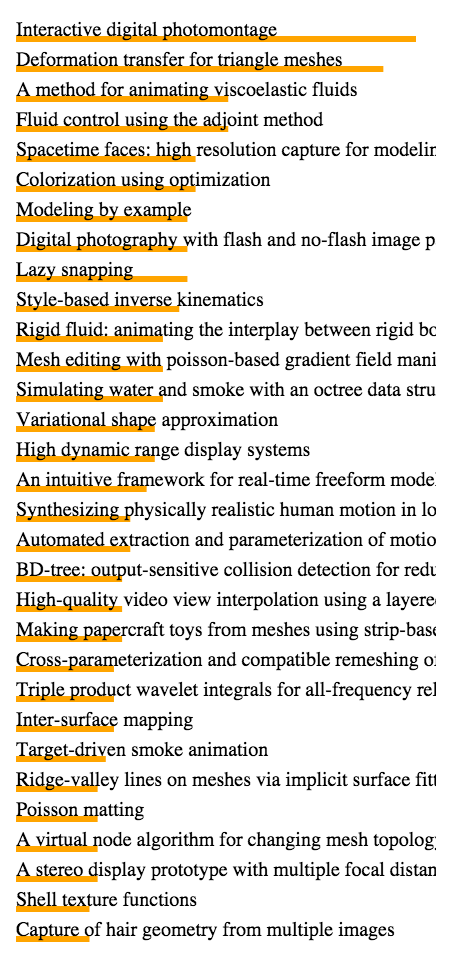 Interactive digital photomontage
Deformation transfer for triangle meshes
A method for animating viscoelastic fluids
Fluid control using the adjoint method
Spacetime faces: high resolution capture for modelin
Colorization using optimization
Modeling by example
Digital photography with flash and no-flash image p
Lazy snapping
Style-based inverse kinematics
Rigid fluid: animating the interplay between rigid bo
Mesh editing with poisson-based gradient field mani
Simulating water and smoke with an octree data stru
Variational shape approximation
High dynamic range display systems
An intuitive framework for real-time freeform mode
Synthesizing physically realistic human motion in lo
Automated extraction and parameterization of motio
BD-tree: output-sensitive collision detection for redu
High-quality video view interpolation using a layere
Making papercraft toys from meshes using strip-base
Cross-parameterization and compatible remeshing o
Triple product wavelet integrals for all-frequency rel
Inter-surface mapping
Target-driven smoke animation
Ridge-valley lines on meshes via implicit surface fitt
Poisson matting
A virtual node algorithm for changing mesh topology
A stereo display prototype with multiple focal distan
Shell texture functions
Capture of hair geometry from multiple images